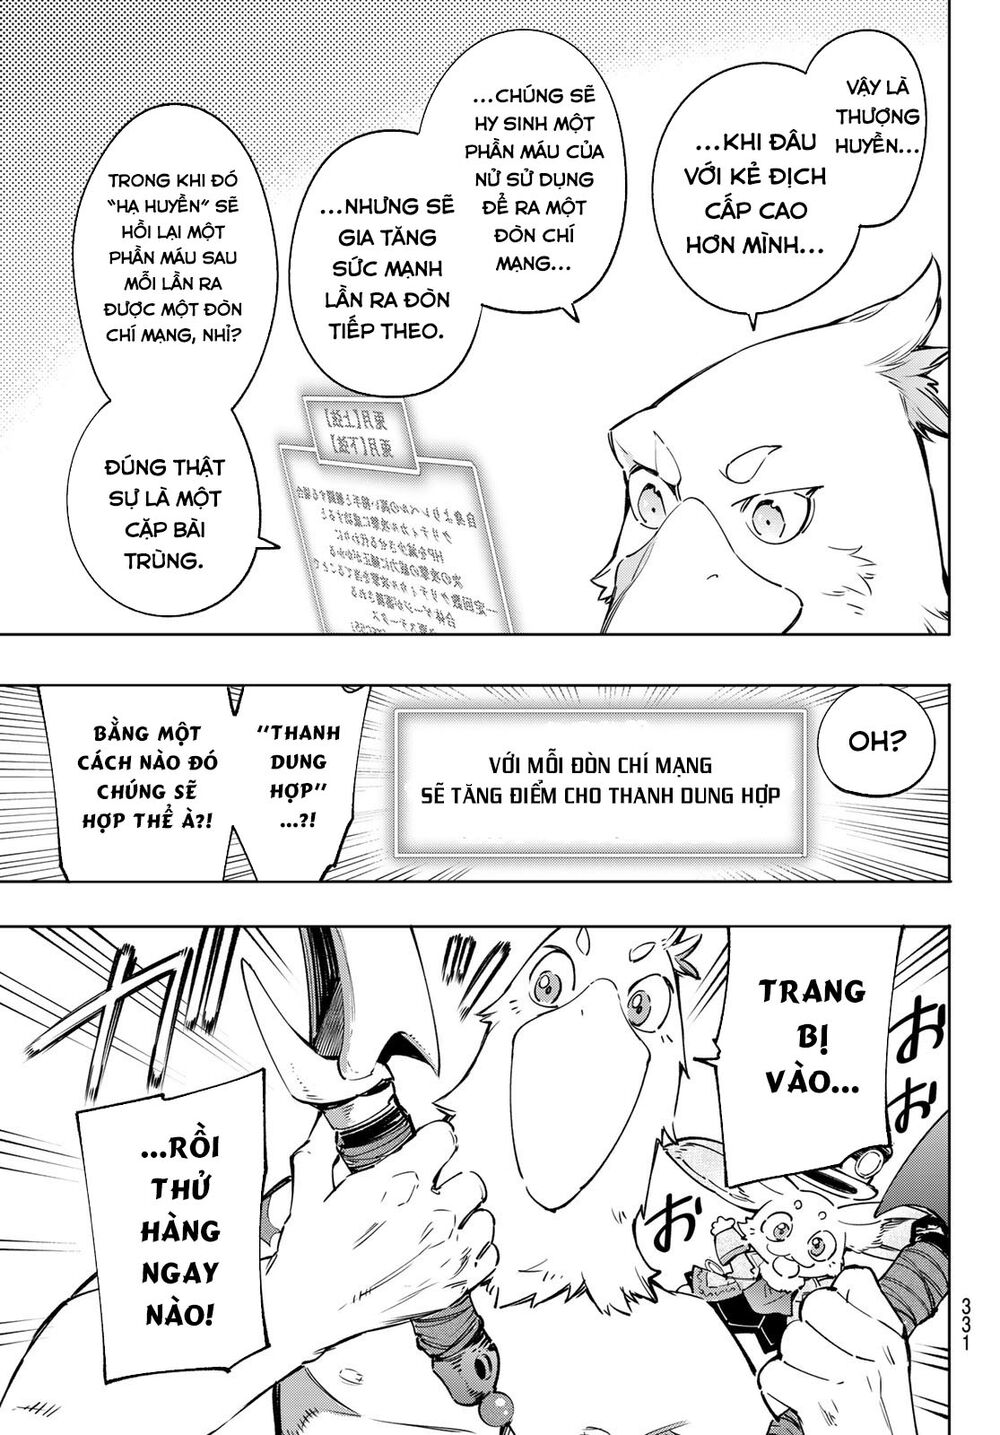 VẬY LÀ
THƯỢNG
HUYỀN...
...KHI ĐÂU
VỚI KẺ ĐỊCH
CẤP CAO
HƠN MÌNH...
...CHÚNG SẼ
HY SINH MỘT
PHẦN MÁU CỦA
NỬ SỬ DỤNG
ĐỂ RA MỘT
ĐÒN CHÍ
MẠNG...
...NHƯNG SẼ
GIA TĂNG
SỨC MẠNH
LẦN RA ĐÒN
TIẾP THEO.
TRONG KHI ĐÓ
“HẠ HUYỀN” SẼ
HỒI LẠI MỘT
PHẦN MÁU SAU
MỖI LẦN RA
ĐƯỢC MỘT ĐÒN
CHÍ MẠNG, NHỈ?
ĐÚNG THẬT
SỰ LÀ MỘT
CẶP BÀI
TRÙNG.
OH?
VỚI MỖI ĐÒN CHÍ MẠNG
SẼ TĂNG ĐIỂM CHO THANH DUNG HỢP
"THANH
DUNG
HỢP"
...?!
BẰNG MỘT
CÁCH NÀO ĐÓ
CHÚNG SẼ
HỢP THỂ À?!
TRANG
BỊ
VÀO...
おお
おお
...RỒI
THỬ
HÀNG
NGAY
NÀO!
331